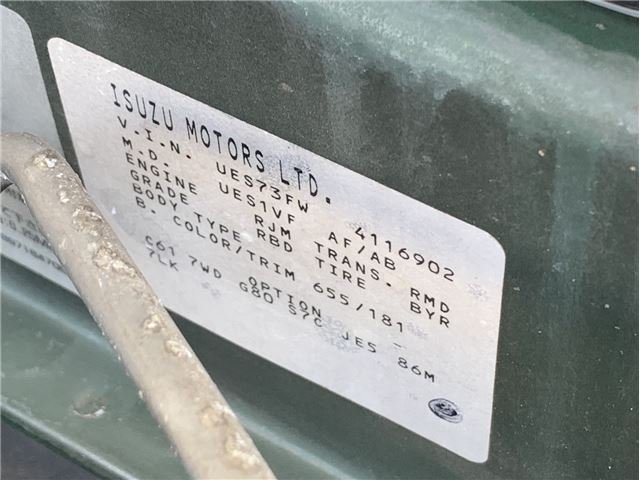 ISUZU MOTORS LTD.
V.I.N. UES73FW 4116902
M.D. UES1VF AF/AB
ENGINE RJM TRANS. RMD
GRADE RBD TIRE. BYR
BODY TYPE
B. COLOR/TRIM 655/181 -
OPTION
C61 7WD G80 S7C JE5 86M
7LK